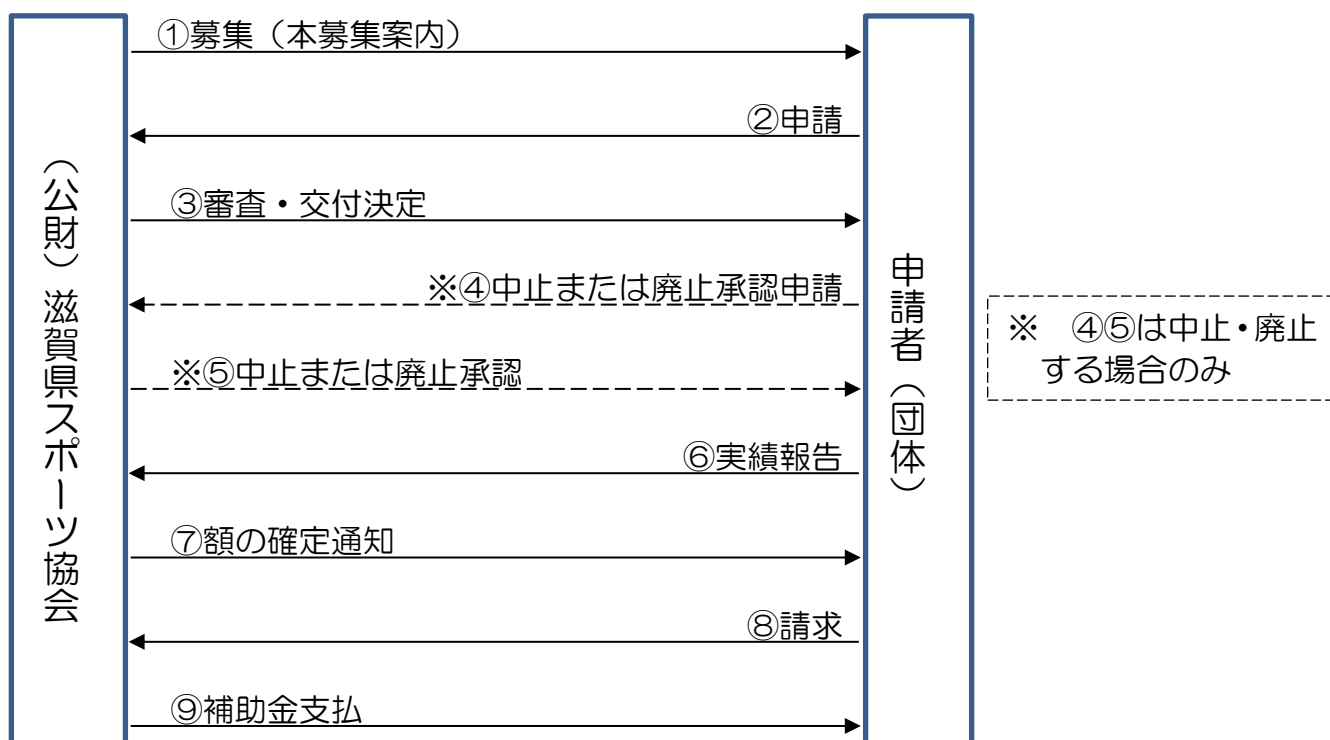 ①募集（本募集案内）
②申請
③審査・交付決定
※④中止または廃止承認申請
※⑤中止または廃止承認
⑥実績報告
⑦額の確定通知
⑧請求
⑨補助金支払
（公財）滋賀県スポーツ協会
申請者（団体）
※　④⑤は中止・廃止
する場合のみ